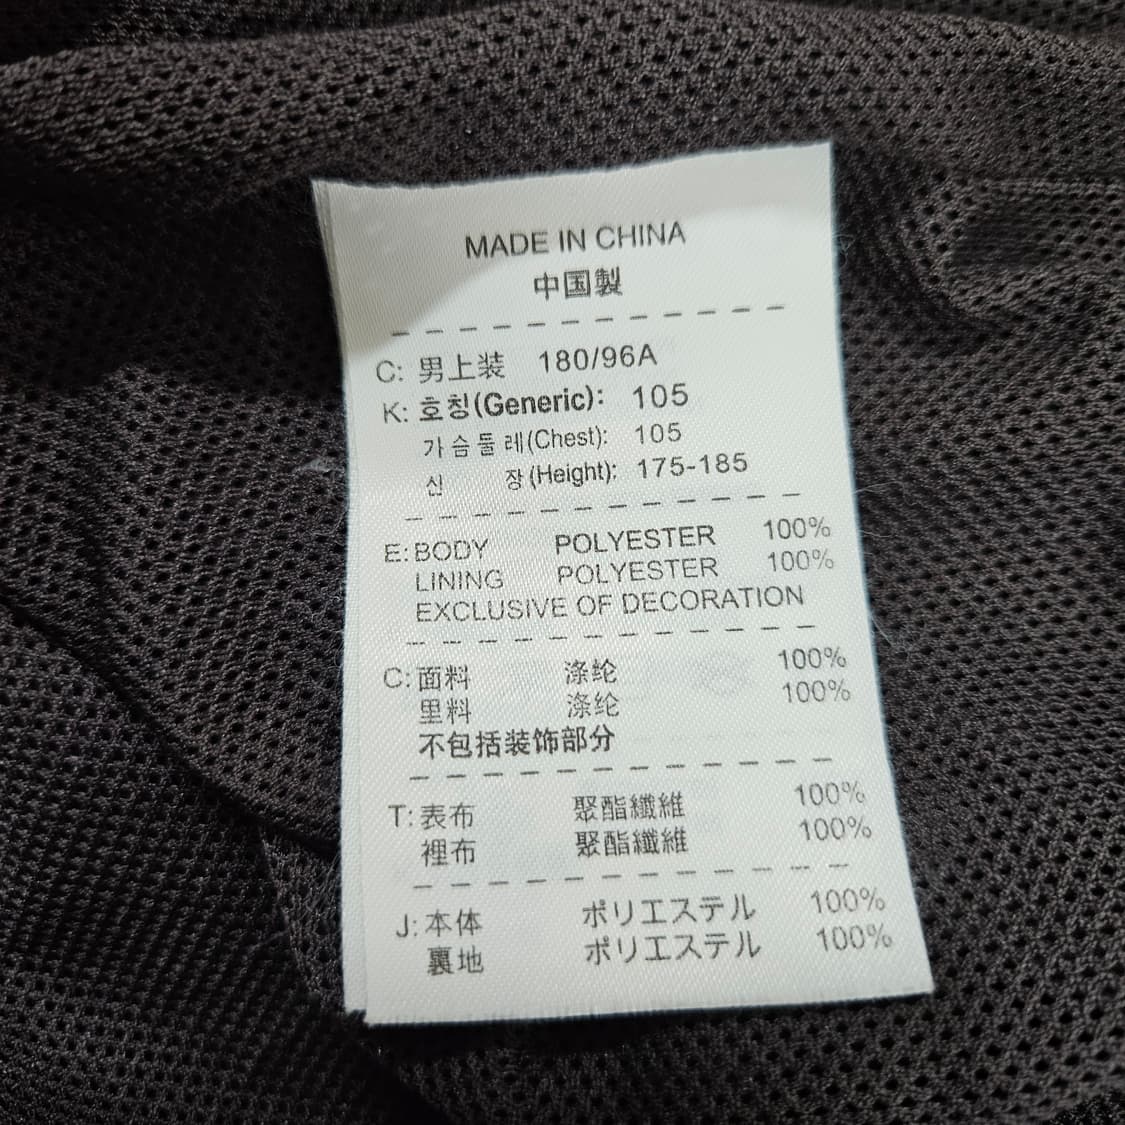 MADE IN CHINA
中国製
C: 男上装 180/96A
K: 호칭(Generic): 105
가슴둘레(Chest): 105
신 장(Height): 175-185
E: BODY POLYESTER 100%
LINING POLYESTER 100%
EXCLUSIVE OF DECORATION
C: 面料 涤纶 100%
里料 涤纶 100%
不包括装饰部分
T: 表布 聚酯纖維 100%
裡布 聚酯纖維 100%
J: 本体 ポリエステル 100%
裏地 ポリエステル 100%